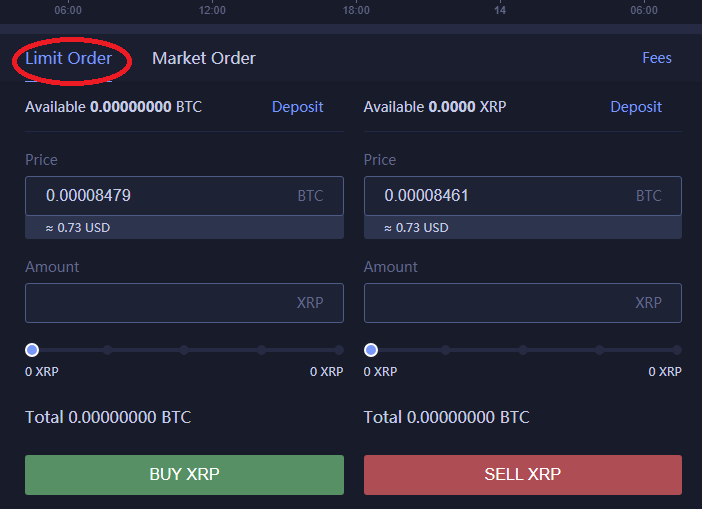 06:00 12:00 18:00 14 06:00
Limit Order Market Order Fees
Available 0.00000000 BTC Deposit Available 0.0000 XRP Deposit
Price Price
0.00008479 BTC 0.00008461 BTC
≈ 0.73 USD ≈ 0.73 USD
Amount Amount
XRP XRP
0 XRP 0 XRP 0 XRP 0 XRP
Total 0.00000000 BTC Total 0.00000000 BTC
BUY XRP SELL XRP